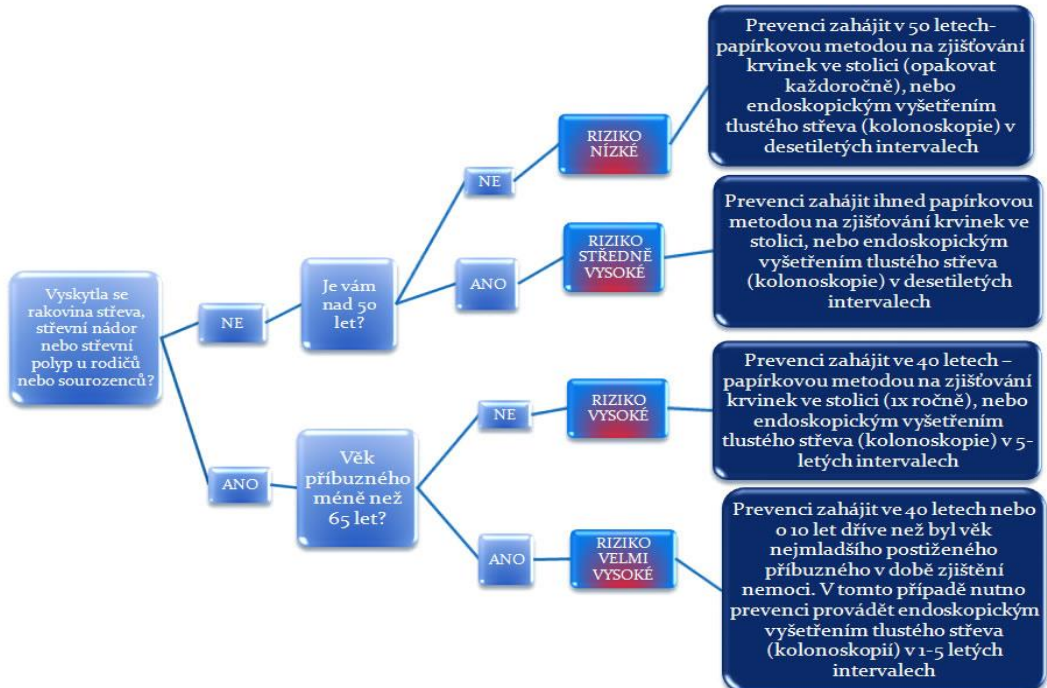 Vyskytla se
rakovina střeva,
střevní nádor
nebo střevní
polyp u rodičů
nebo sourozenců?
NE
Je vám
nad 50
let?
NE
RIZIKO
NÍZKÉ
Prevenci zahájit v 50 letech-
papírkovou metodou na zjišťování
krvinek ve stolici (opakovat
každoročně), nebo
endoskopickým vyšetřením
tlustého střeva (kolonoskopie) v
desetiletých intervalech
ANO
RIZIKO
STŘEDNĚ
VYSOKÉ
Prevenci zahájit ihned papírkovou
metodou na zjišťování krvinek ve
stolici, nebo endoskopickým
vyšetřením tlustého střeva
(kolonoskopie) v desetiletých
intervalech
ANO
Věk
příbuzného
méně než
65 let?
NE
RIZIKO
VYSOKÉ
Prevenci zahájit ve 40 letech –
papírkovou metodou na zjišťování
krvinek ve stolici (1x ročně), nebo
endoskopickým vyšetřením
tlustého střeva (kolonoskopie) v 5-
letých intervalech
ANO
RIZIKO
VELMI
VYSOKÉ
Prevenci zahájit ve 40 letech nebo
o 10 let dříve než byl věk
nejmladšího postiženého
příbuzného v době zjištění
nemoci. V tomto případě nutno
prevenci provádět endoskopickým
vyšetřením tlustého střeva
(kolonoskopií) v 1-5 letých
intervalech